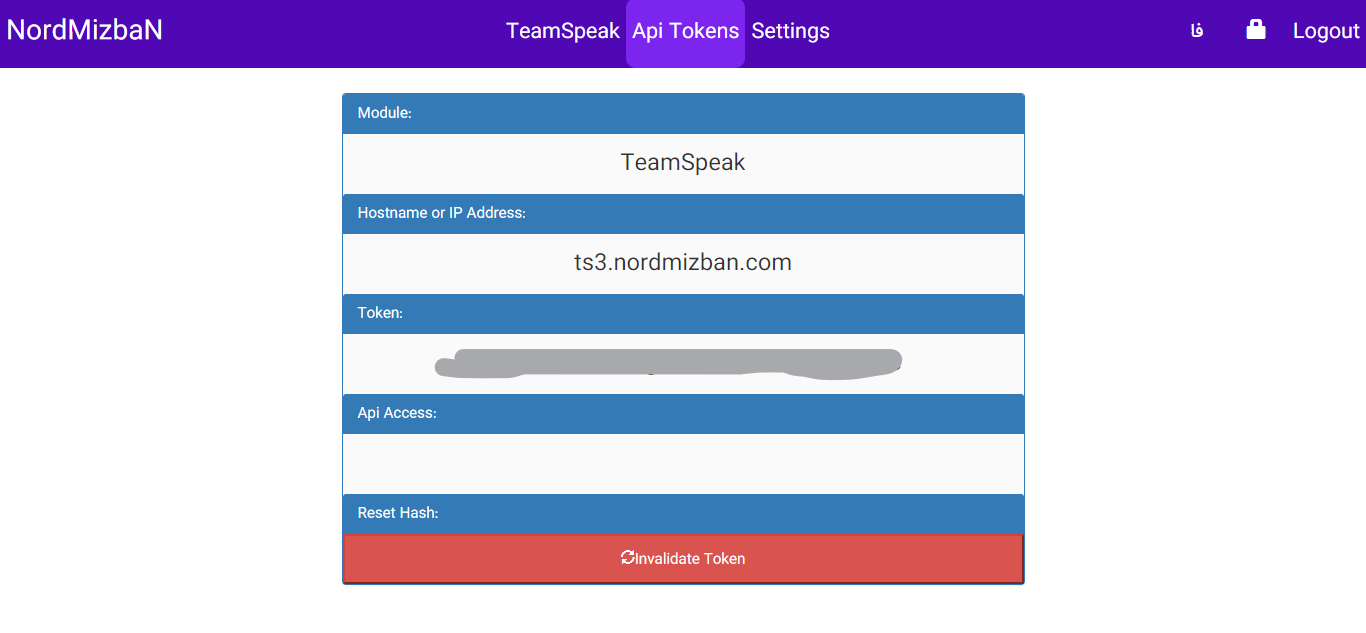 NordMizbaN
TeamSpeak Api Tokens Settings
فا
Logout
Module:
TeamSpeak
Hostname or IP Address:
ts3.nordmizban.com
Token:
Api Access:
Reset Hash:
Invalidate Token